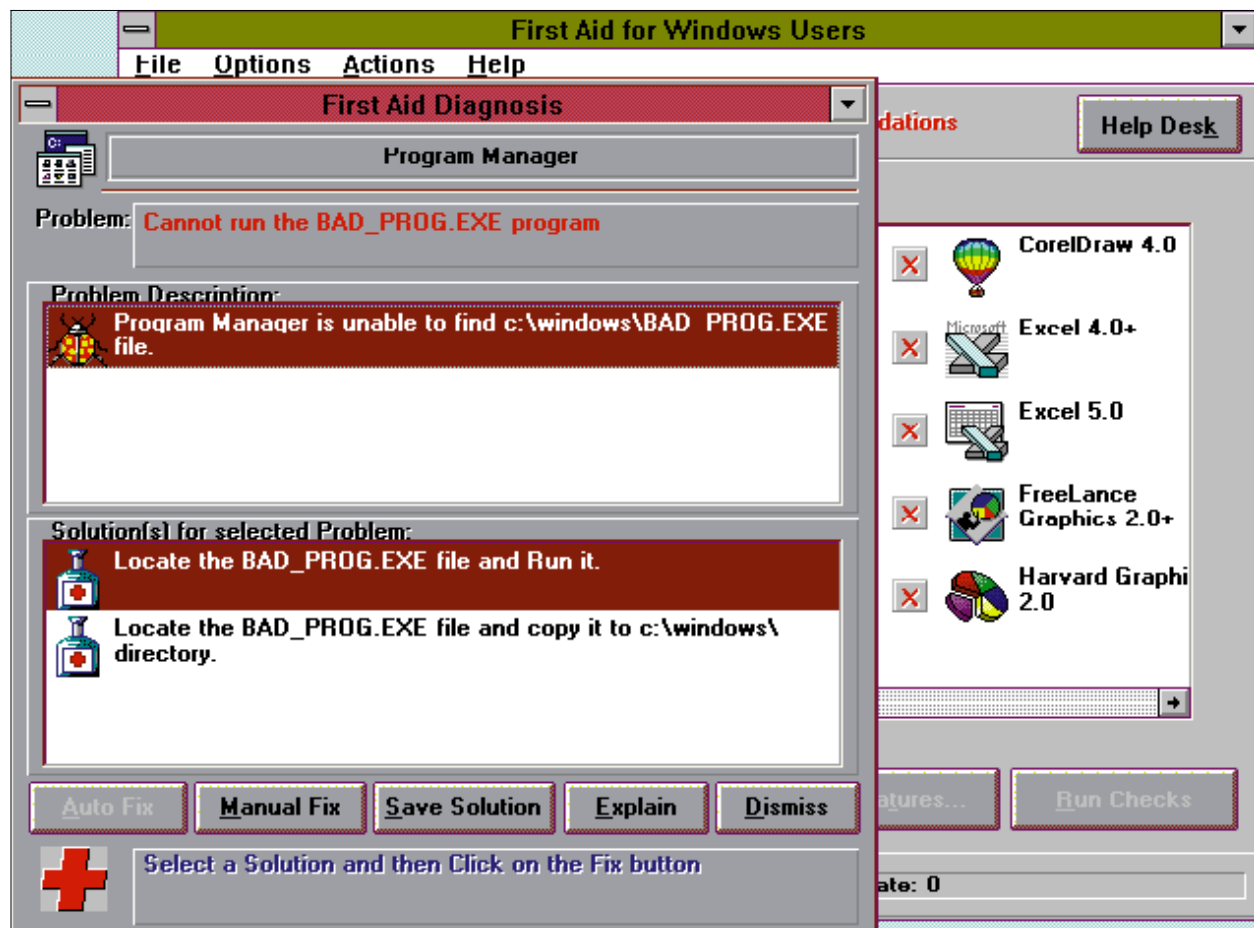 First Aid for Windows Users
File Options Actions Help
First Aid Diagnosis
dations
Help Desk
C:
Program Manager
Problem:
Cannot run the BAD_PROG.EXE program
Problem Description:
Program Manager is unable to find c:\windows\BAD PROG.EXE
file.
Solution(s) for selected Problem:
Locate the BAD_PROG.EXE file and Run it.
Locate the BAD_PROG.EXE file and copy it to c:\windows\
directory.
Auto Fix
Manual Fix
Save Solution
Explain
Dismiss
Select a Solution and then Click on the Fix button
CorelDraw 4.0
Microsoft
Excel 4.0+
Excel 5.0
FreeLance
Graphics 2.0+
Harvard Graphi
2.0
atures...
Run Checks
ate: 0